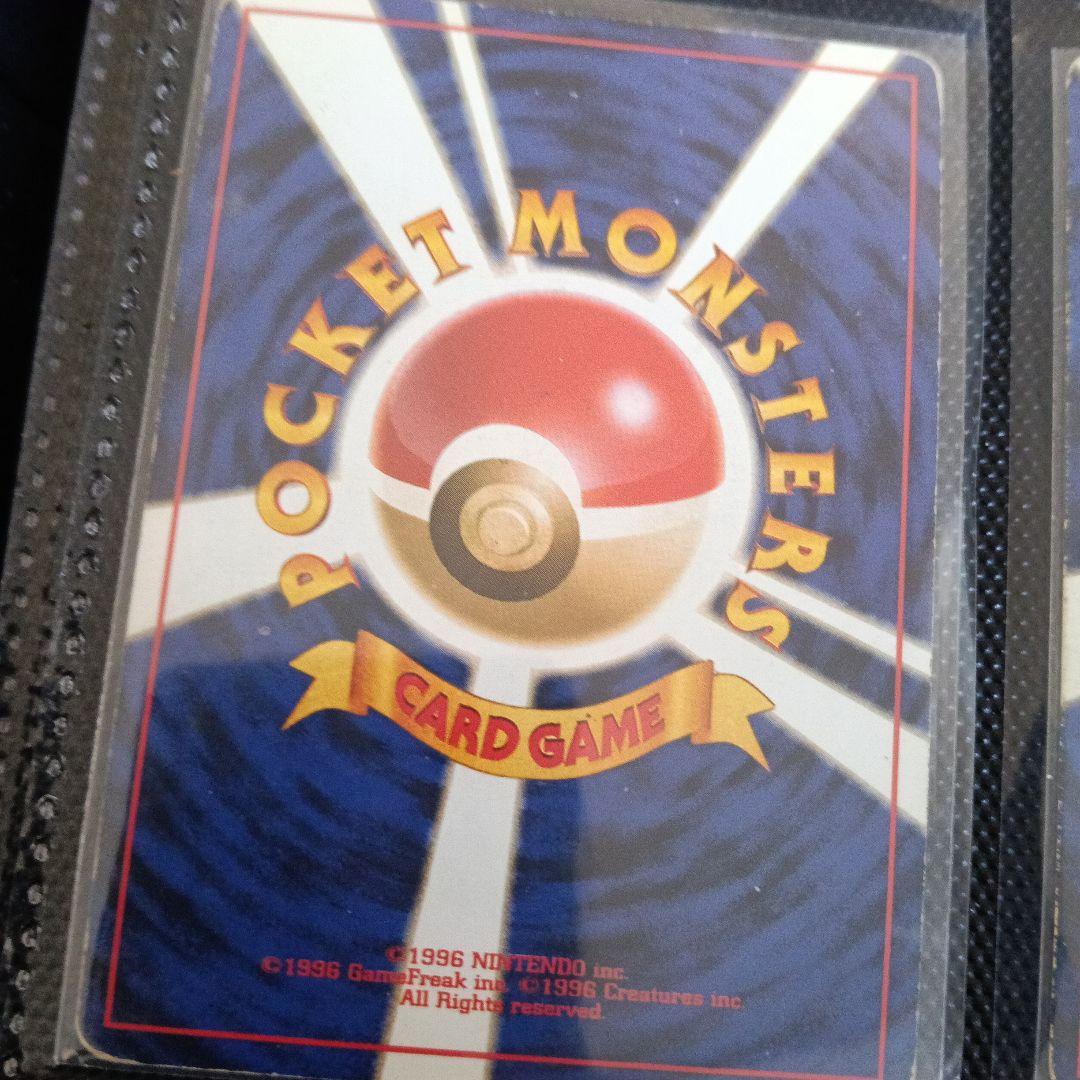 POCKET MONSTERS
CARD GAME
©1996 NINTENDO inc.
©1996 GameFreak inc. ©1996 Creatures inc.
All Rights reserved.